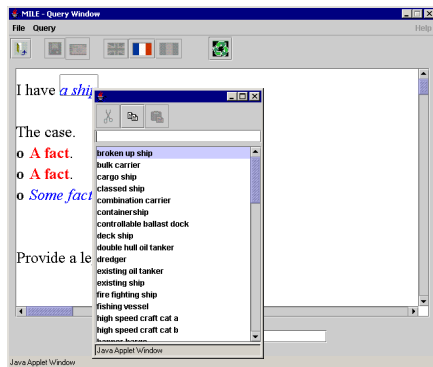 MILE - Query Window
File Query Help
I have a ship
The case.
o A fact.
o A fact.
o Some fact
Provide a le
broken up ship
bulk carrier
cargo ship
classed ship
combination carrier
containership
controllable ballast dock
deck ship
double hull oil tanker
dredger
existing oil tanker
existing ship
fire fighting ship
fishing vessel
high speed craft cat a
high speed craft cat b
Java Applet Window
Java Applet Window